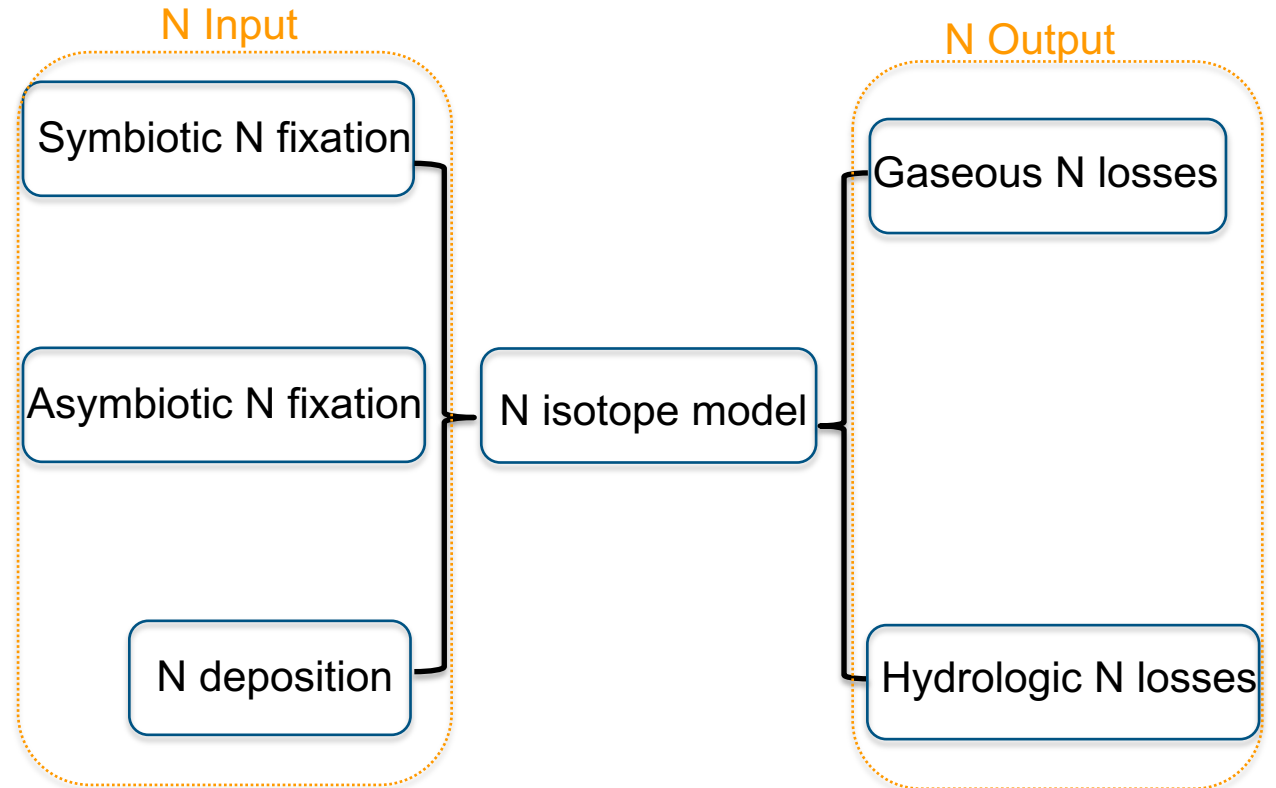 N Input
N Output
Symbiotic N fixation
Gaseous N losses
Asymbiotic N fixation
N isotope model
N deposition
Hydrologic N losses